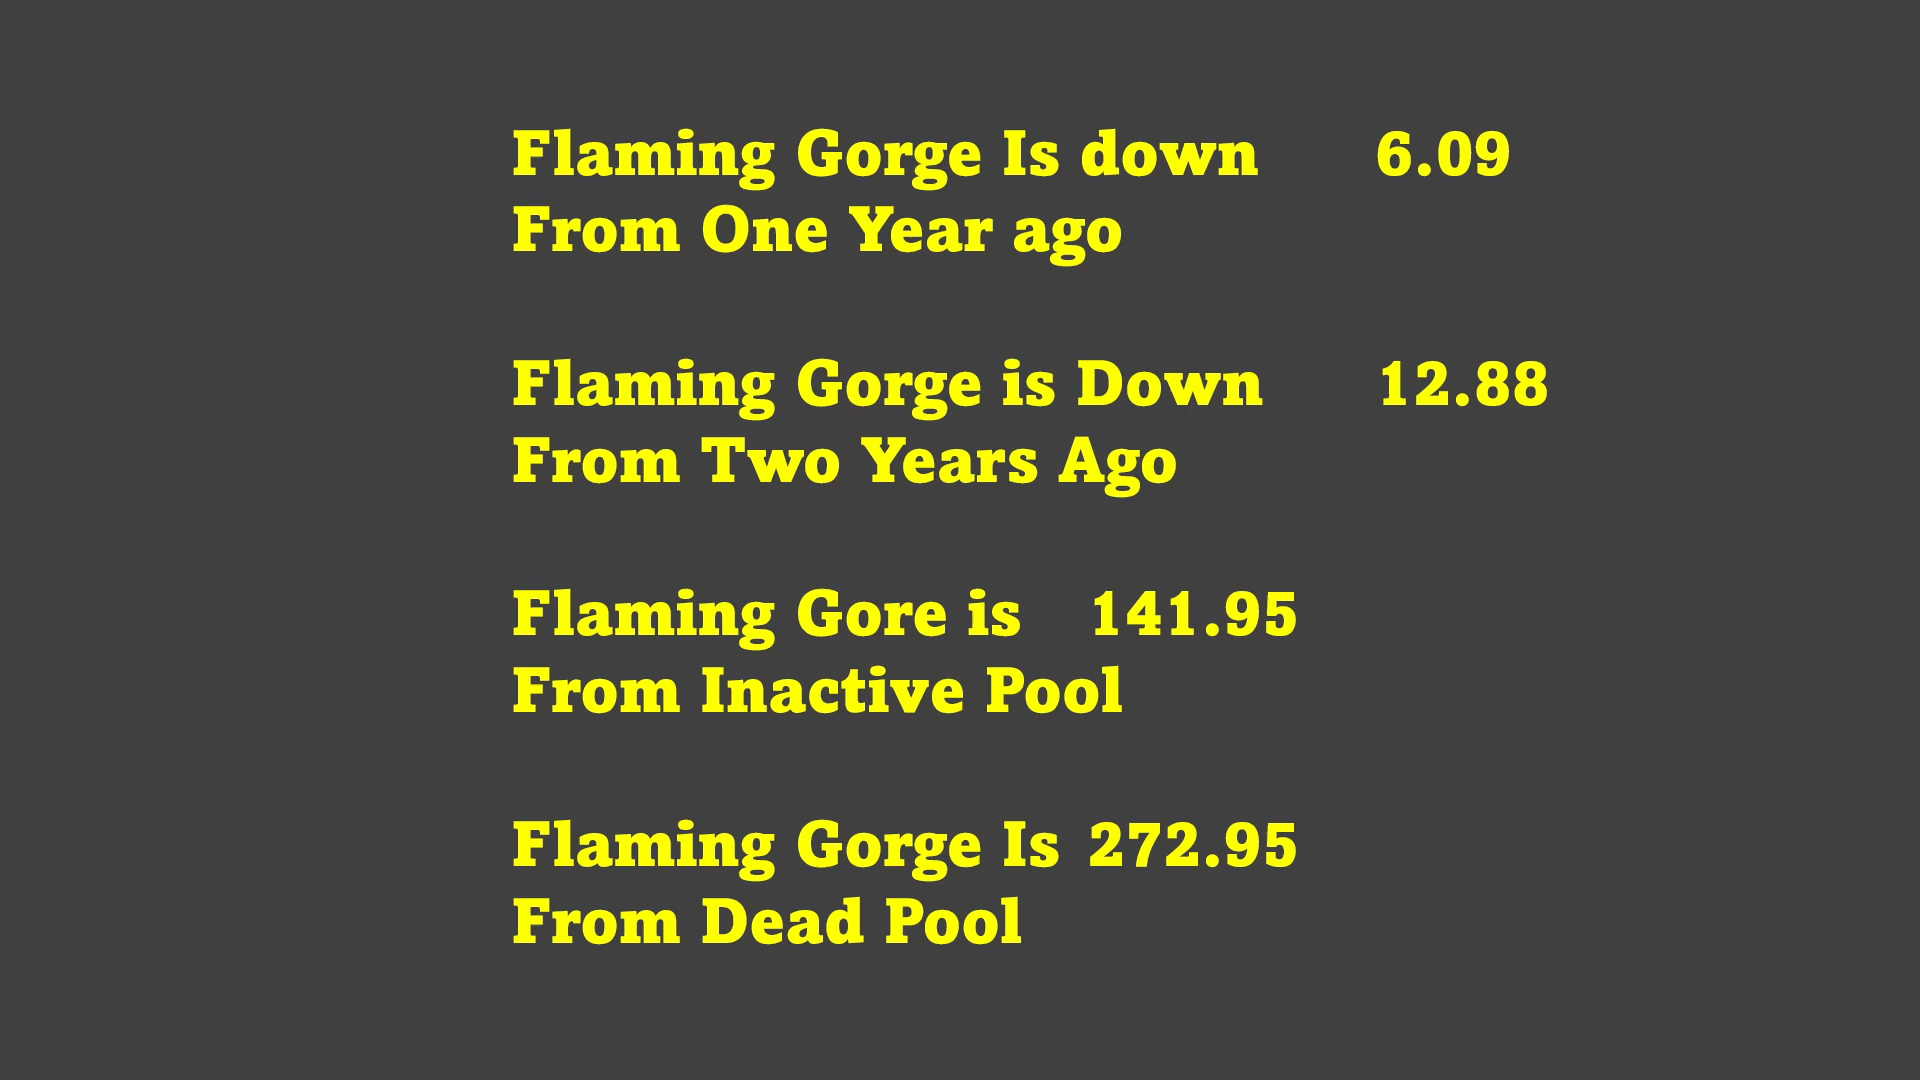 Flaming Gorge Is down 6.09
From One Year ago
Flaming Gorge is Down 12.88
From Two Years Ago
Flaming Gore is 141.95
From Inactive Pool
Flaming Gorge Is 272.95
From Dead Pool